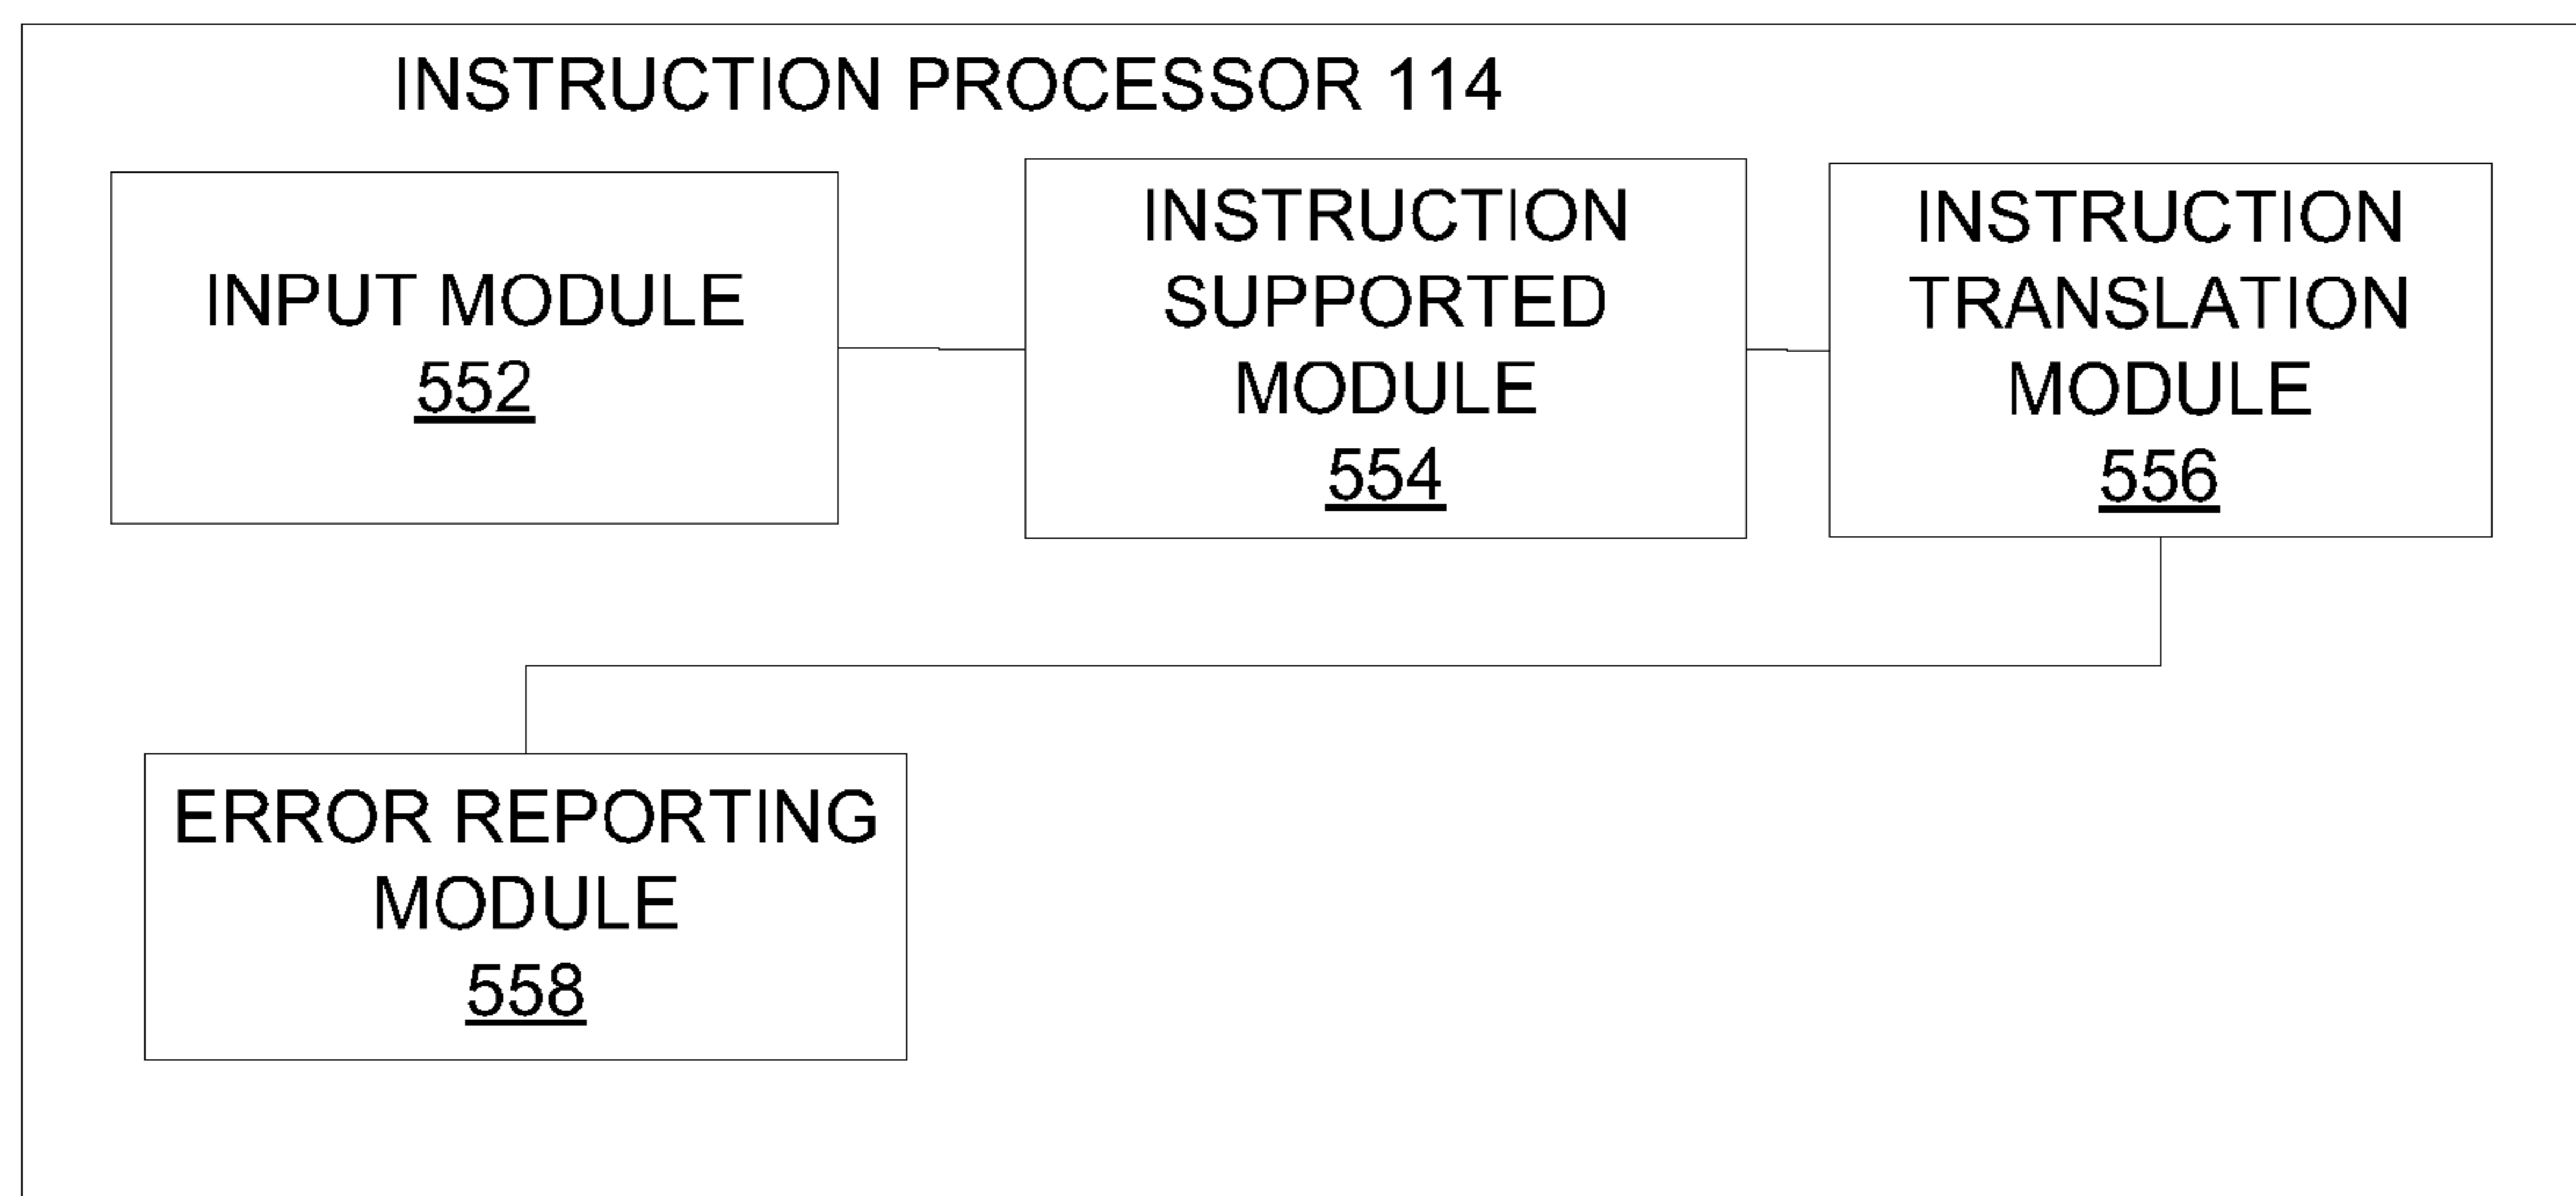 INSTRUCTION PROCESSOR 114
INPUT MODULE
552
INSTRUCTION
SUPPORTED
MODULE
554
INSTRUCTION
TRANSLATION
MODULE
556
ERROR REPORTING
MODULE
558